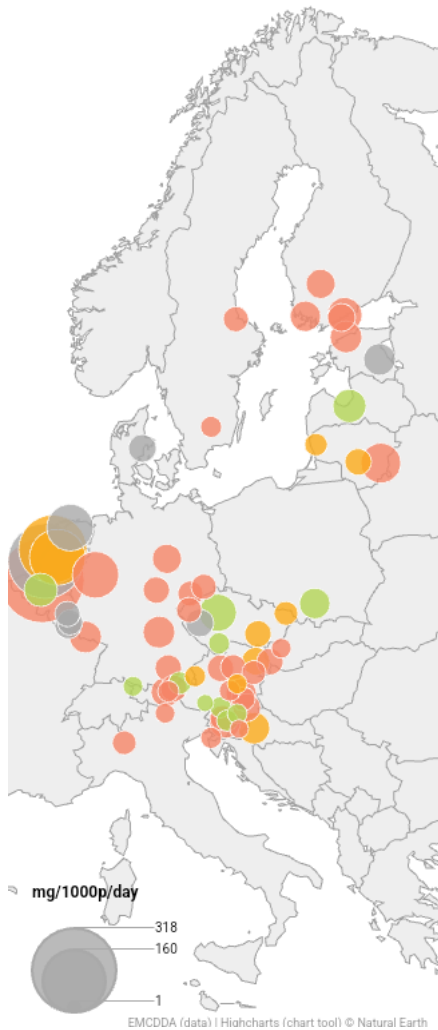 mg/1000p/day
318
160
1
EMCDDA (data) | Highcharts (chart tool) © Natural Earth